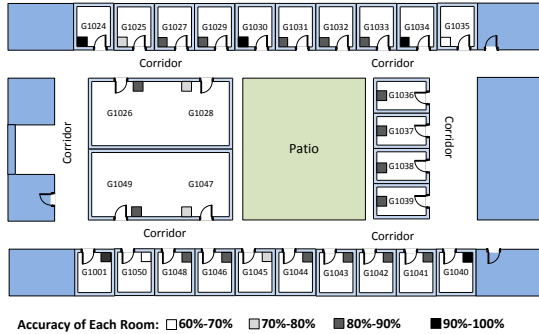 G1024 G1025 G1027 G1029 G1030 G1031 G1032 G1033 G1034 G1035
Corridor Corridor
G1026 G1028
G1036
G1037
G1038
G1039
Corridor
Patio
Corridor
G1049 G1047
Corridor Corridor
G1001 G1050 G1048 G1046 G1045 G1044 G1043 G1042 G1041 G1040
Accuracy of Each Room: 60%-70% 70%-80% 80%-90% 90%-100%